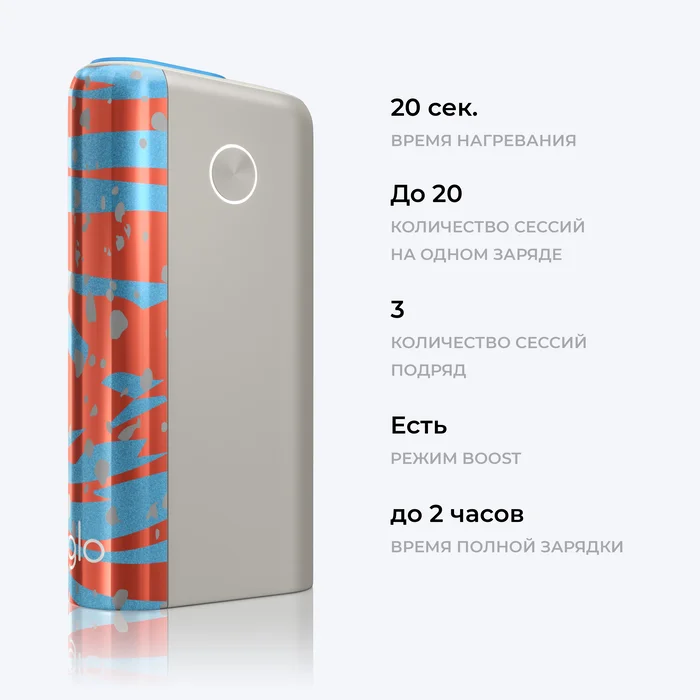 20 сек.
ВРЕМЯ НАГРЕВАНИЯ
До 20
КОЛИЧЕСТВО СЕССИЙ
НА ОДНОМ ЗАРЯДЕ
3
КОЛИЧЕСТВО СЕССИЙ
ПОДРЯД
Есть
РЕЖИМ BOOST
до 2 часов
ВРЕМЯ ПОЛНОЙ ЗАРЯДКИ
glo